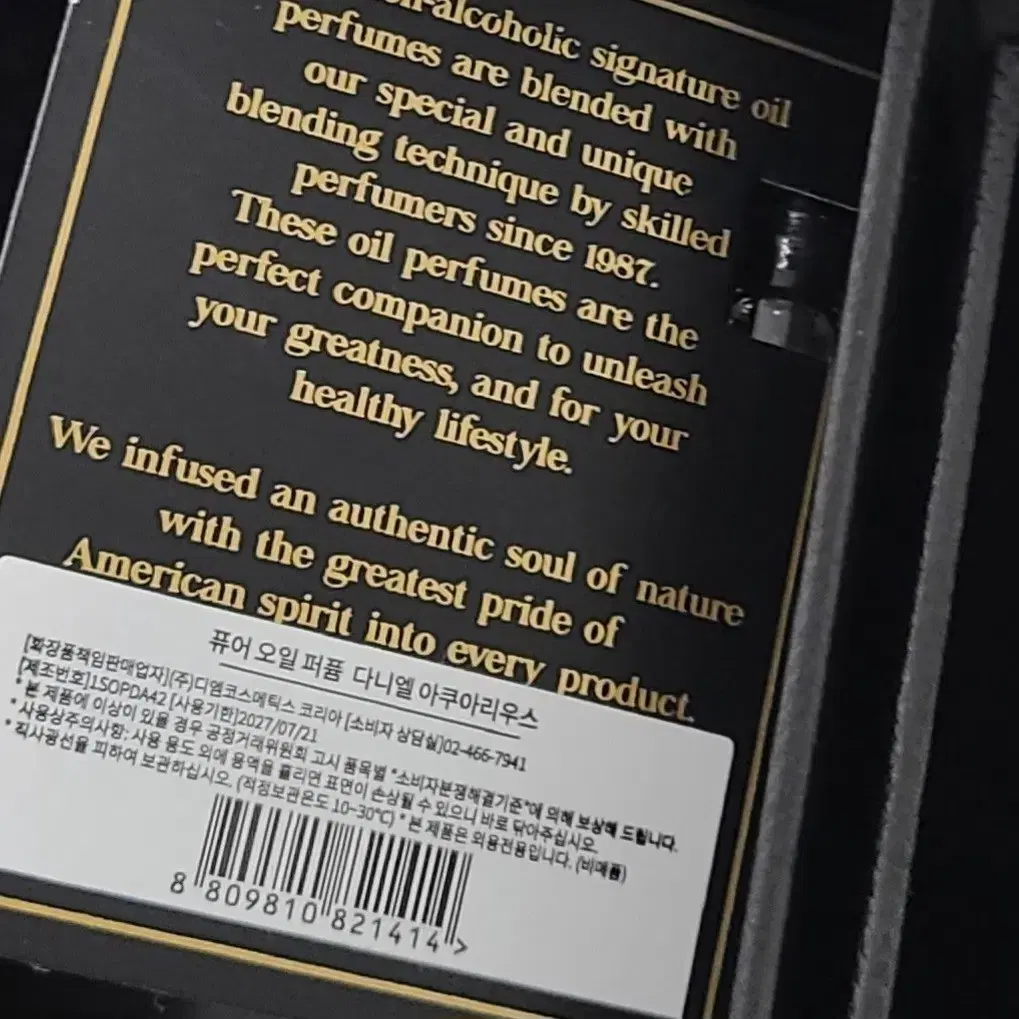 alcoholic signature oil
perfumes are blended with
our special and unique
blending technique by skilled
perfumers since 1987.
These oil perfumes are the
perfect companion to unleash
your greatness, and for your
healthy lifestyle.
We infused an authentic soul of nature
with the greatest pride of
American spirit into every product.
퓨어 오일 퍼퓸 다니엘 아쿠아리우스
[화장품책임판매업자](주)디엠코스메틱스 코리아 [소비자 상담실]02-466-7941
[제조번호]1SOPDA42 [사용기한]2027/07/21
* 본 제품에 이상이 있을 경우 공정거래위원회 고시 품목별 "소비자분쟁해결기준"에 의해 보상해 드립니다.
* 사용상주의사항: 사용 용도 외에 용액을 흘리면 표면이 손상될 수 있으니 바로 닦아주십시오.
* 직사광선을 피하여 보관하십시오. (적정보관온도 10~30℃) * 본 제품은 외용전용입니다. (비매품)
8 809810 821414 >